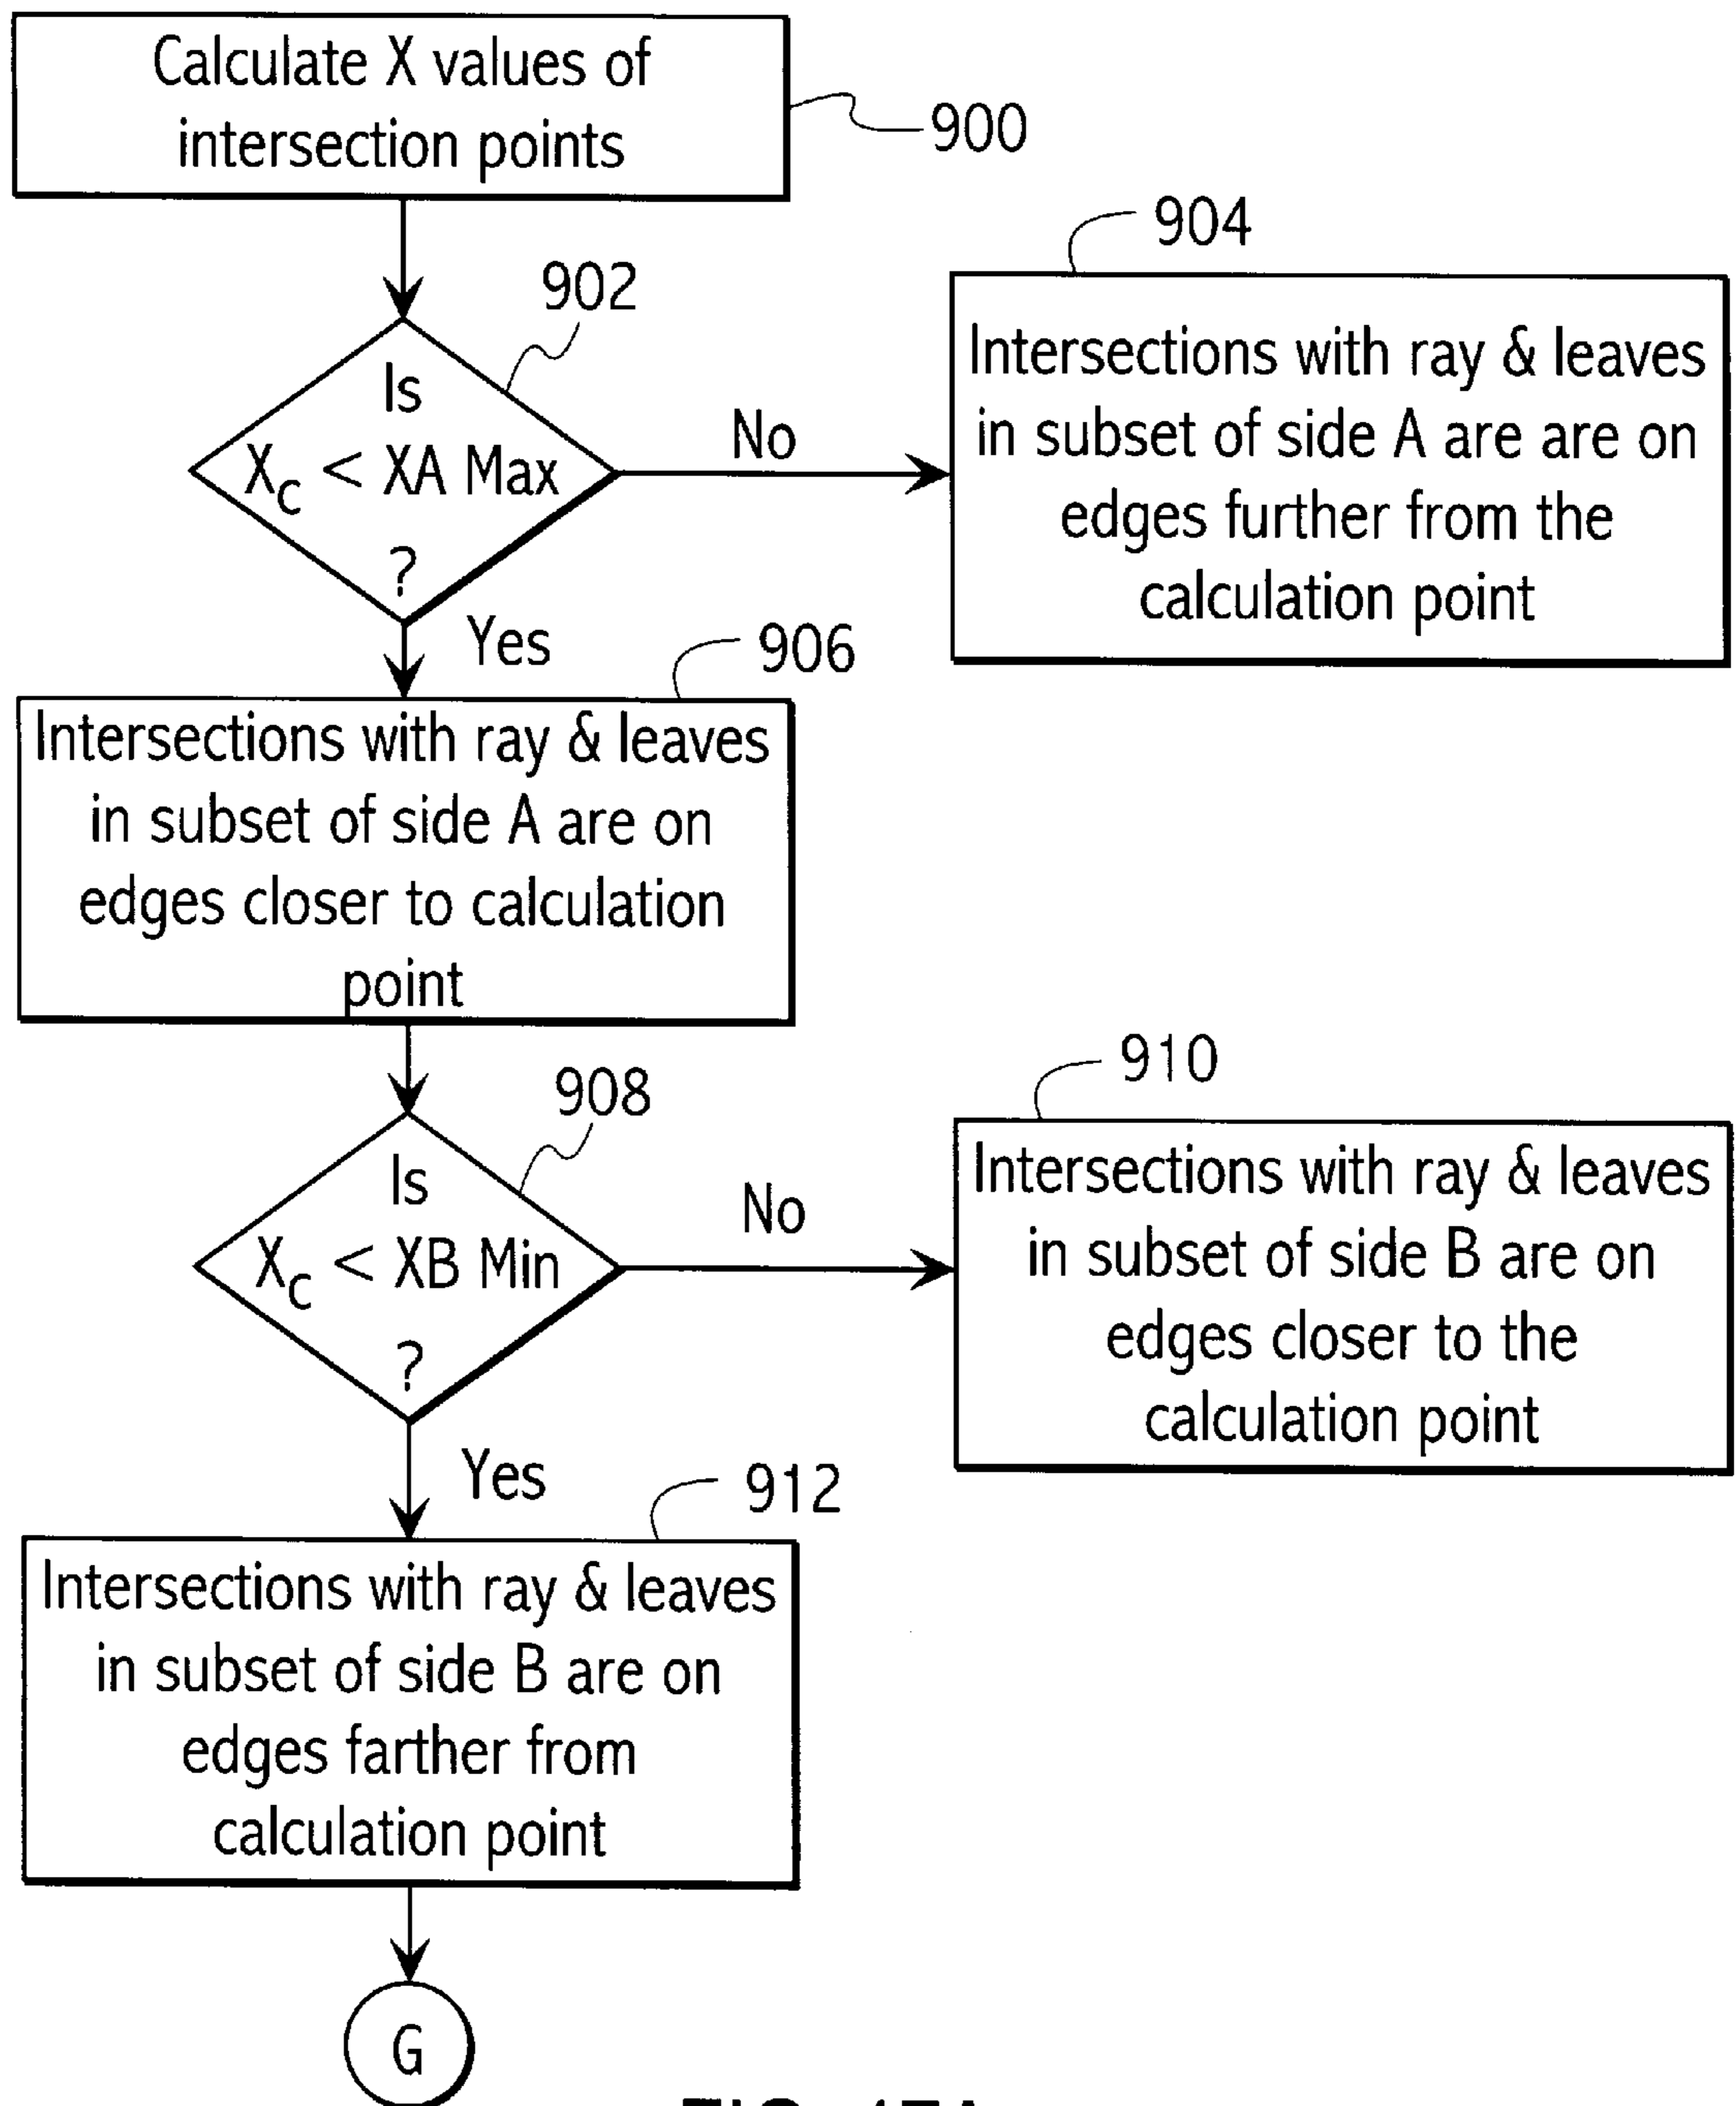 Calculate X values of
intersection points
900
902
Is
Xc < XA Max
?
No
904
Intersections with ray & leaves
in subset of side A are are on
edges further from the
calculation point
Yes
906
Intersections with ray & leaves
in subset of side A are on
edges closer to calculation
point
908
Is
Xc < XB Min
?
No
910
Intersections with ray & leaves
in subset of side B are on
edges closer to the
calculation point
Yes
912
Intersections with ray & leaves
in subset of side B are on
edges farther from
calculation point
G